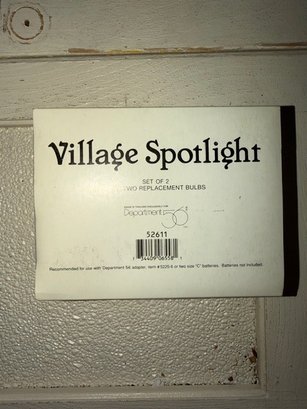 Village Spotlight
SET OF 2
TWO REPLACEMENT BULBS
Department 56
52611
Recommended for use with Department 56 adapter, item #5225-6 or two size "C" batteries. Batteries not included.